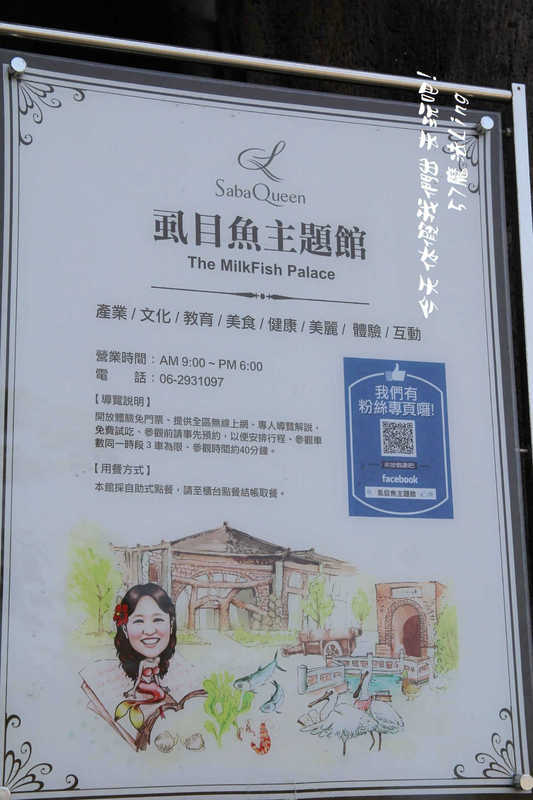 SabaQueen
虱目魚主題館
The MilkFish Palace
產業 / 文化 / 教育 / 美食 / 健康 / 美麗 / 體驗 / 互動
營業時間：AM 9:00 ~ PM 6:00
電　　話：06-2931097
【導覽說明】
開放體驗免門票、提供全區無線上網、專人導覽解說，
免費試吃、參觀前請事先預約，以便安排行程、參觀車
數同一時段 3 車為限、參觀時間約40分鐘。
【用餐方式】
本館採自助式點餐，請至櫃台點餐結帳取餐。
我們有
粉絲專頁囉!
facebook
虱目魚主題館